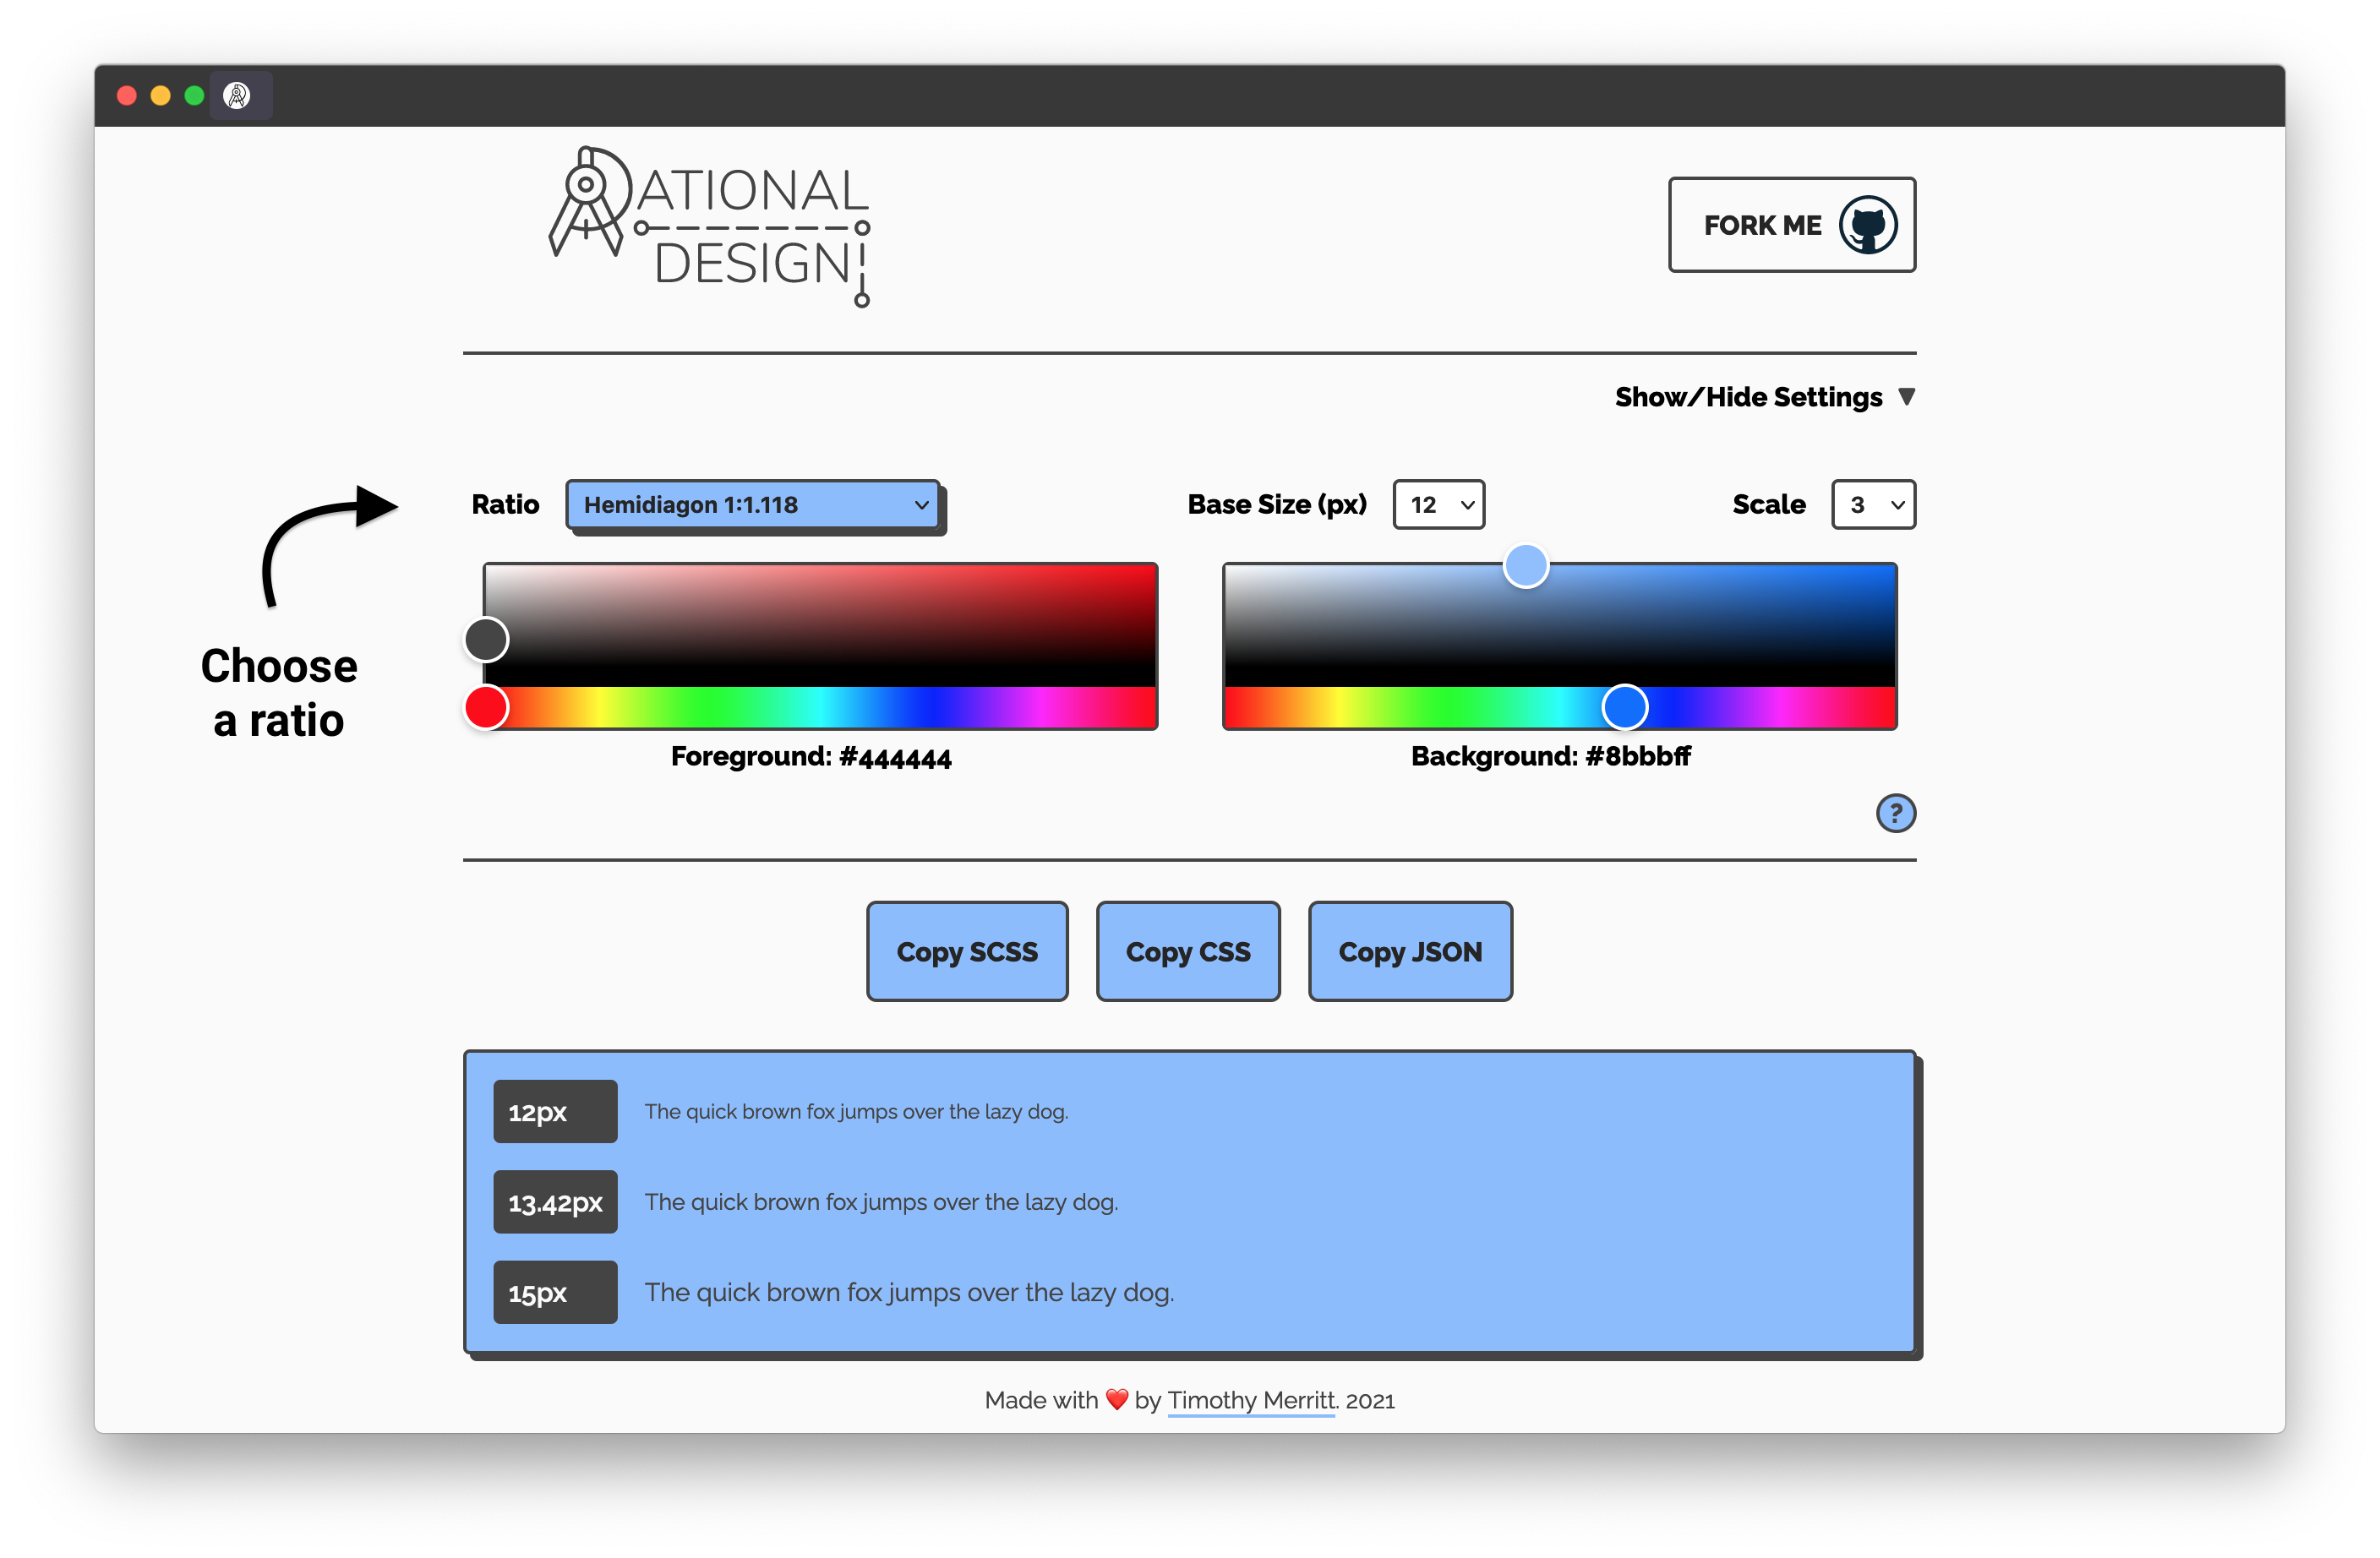 RATIONAL
DESIGN
FORK ME
Show/Hide Settings ▼
Ratio Hemidiagon 1:1.118 Base Size (px) 12 Scale 3
Choose
a ratio
Foreground: #444444 Background: #8bbbff
?
Copy SCSS Copy CSS Copy JSON
12px The quick brown fox jumps over the lazy dog.
13.42px The quick brown fox jumps over the lazy dog.
15px The quick brown fox jumps over the lazy dog.
Made with ❤️ by Timothy Merritt. 2021